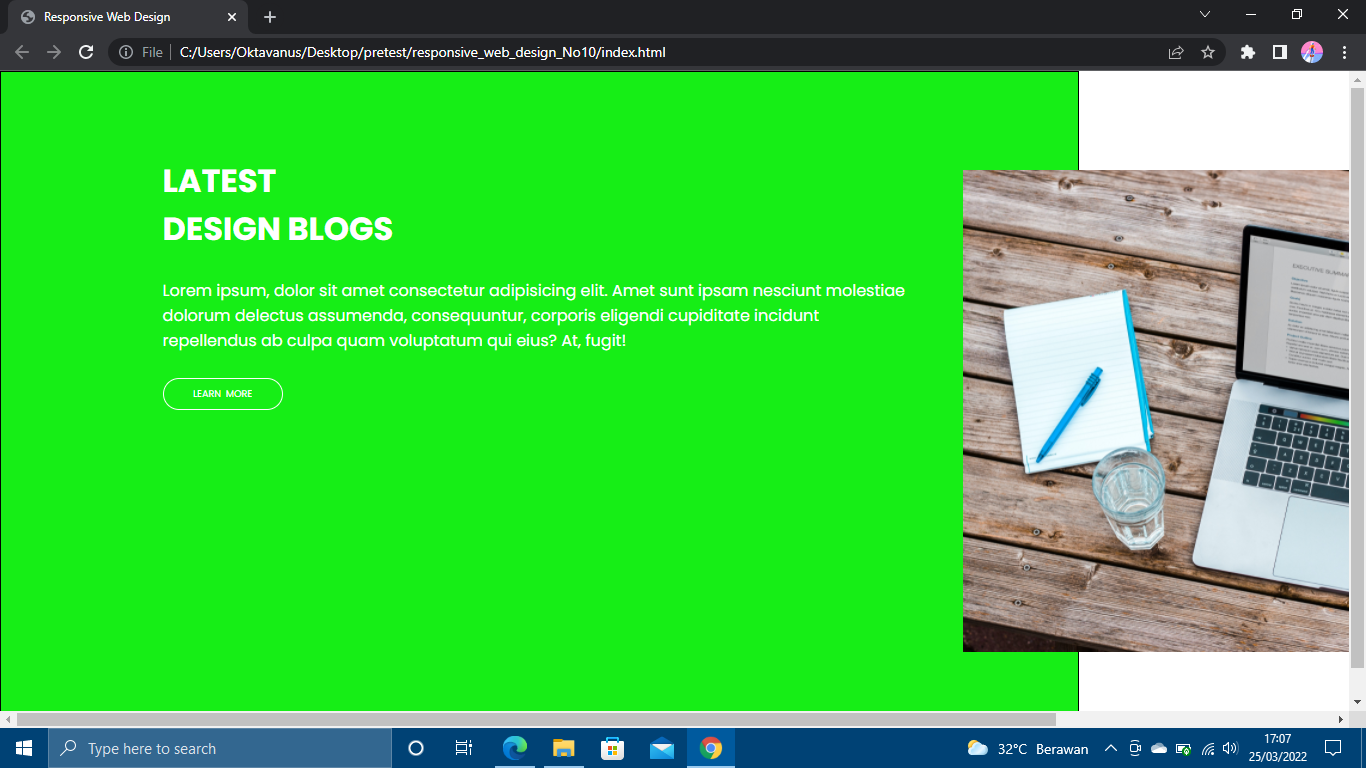 Responsive Web Design
File
C:/Users/Oktavanus/Desktop/pretest/responsive_web_design_No10/index.html
LATEST
DESIGN BLOGS
Lorem ipsum, dolor sit amet consectetur adipisicing elit. Amet sunt ipsam nesciunt molestiae
dolorum delectus assumenda, consequuntur, corporis eligendi cupiditate incidunt
repellendus ab culpa quam voluptatum qui eius? At, fugit!
LEARN MORE
Type here to search
32°C Berawan
17:07
25/03/2022